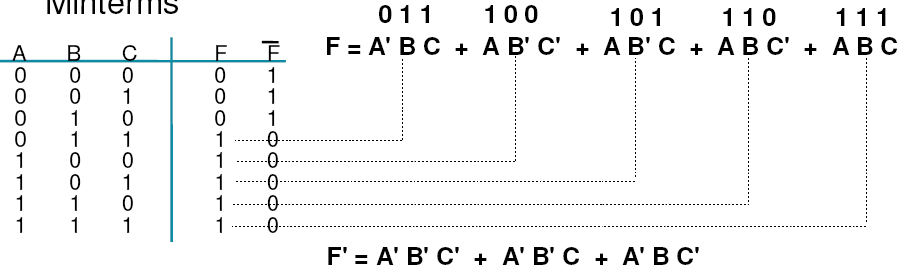 Minterms
011 100 101 110 111
F = A' B C + A B' C' + A B' C + A B C' + A B C
A B C F F̅
0 0 0 0 1
0 0 1 0 1
0 1 0 0 1
0 1 1 1 0
1 0 0 1 0
1 0 1 1 0
1 1 0 1 0
1 1 1 1 0
F' = A' B' C' + A' B' C + A' B C'